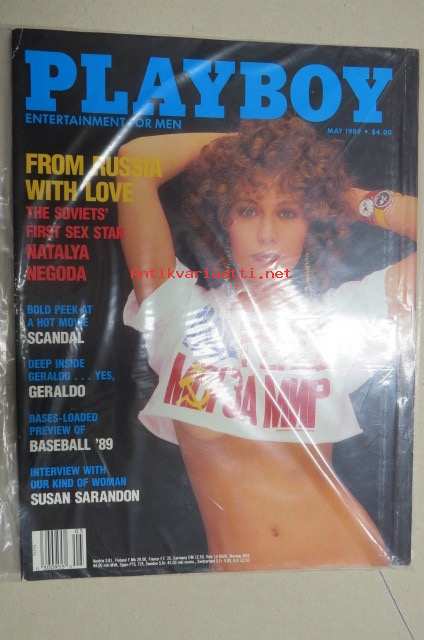 PLAYBOY
ENTERTAINMENT FOR MEN
MAY 1989 • $4.00
FROM RUSSIA
WITH LOVE
THE SOVIETS'
FIRST SEX STAR
NATALYA
NEGODA
Antikvariaatti.net
BOLD PEEK AT
A HOT MOVIE
SCANDAL
DEEP INSIDE
GERALDO . . . YES,
GERALDO
BASES-LOADED
PREVIEW OF
BASEBALL '89
INTERVIEW WITH
OUR KIND OF WOMAN
SUSAN SARANDON
ЗА МИР